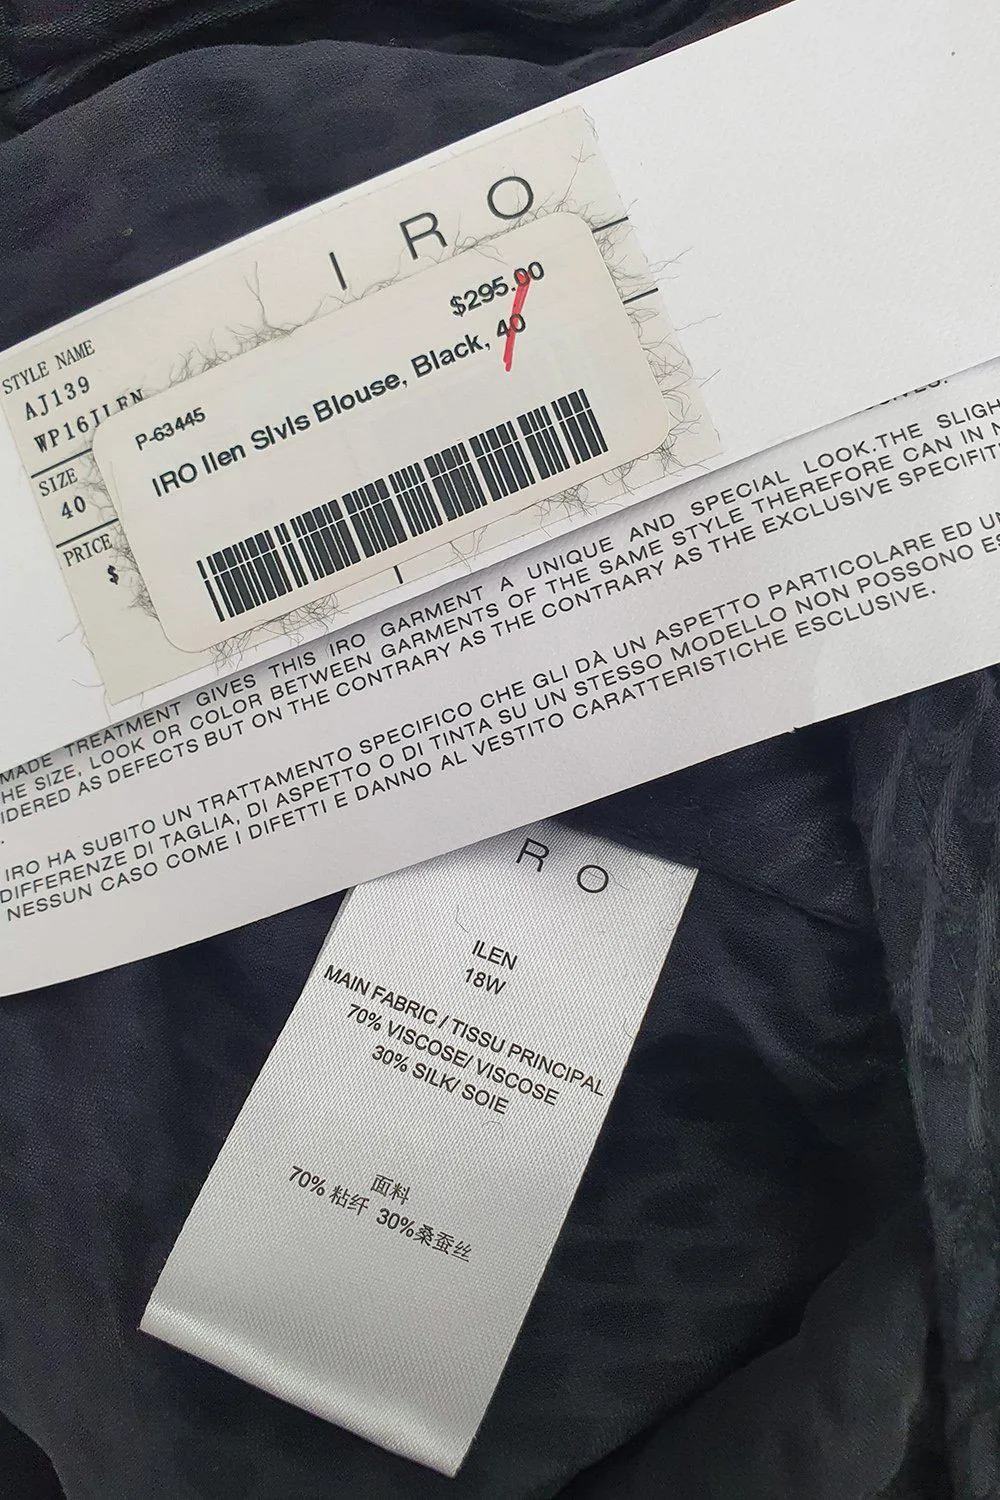 I R O
STYLE NAME
AJ139
WP16ILEN
SIZE
40
PRICE
$
$295.00
IRO Ilen Slvls Blouse, Black, 40
P-63445
MADE TREATMENT GIVES THIS IRO GARMENT A UNIQUE AND SPECIAL LOOK.THE SLIGH
HE SIZE, LOOK OR COLOR BETWEEN GARMENTS OF THE SAME STYLE THEREFORE CAN IN N
IDERED AS DEFECTS BUT ON THE CONTRARY AS THE CONTRARY AS THE EXCLUSIVE SPECIFIT
IRO HA SUBITO UN TRATTAMENTO SPECIFICO CHE GLI DÀ UN ASPETTO PARTICOLARE ED UN
DIFFERENZE DI TAGLIA, DI ASPETTO O DI TINTA SU UN STESSO MODELLO NON POSSONO ES
NESSUN CASO COME I DIFETTI E DANNO AL VESTITO CARATTERISTICHE ESCLUSIVE.
R O
ILEN
18W
MAIN FABRIC / TISSU PRINCIPAL
70% VISCOSE/ VISCOSE
30% SILK/ SOIE
面料
70% 粘纤 30%桑蚕丝